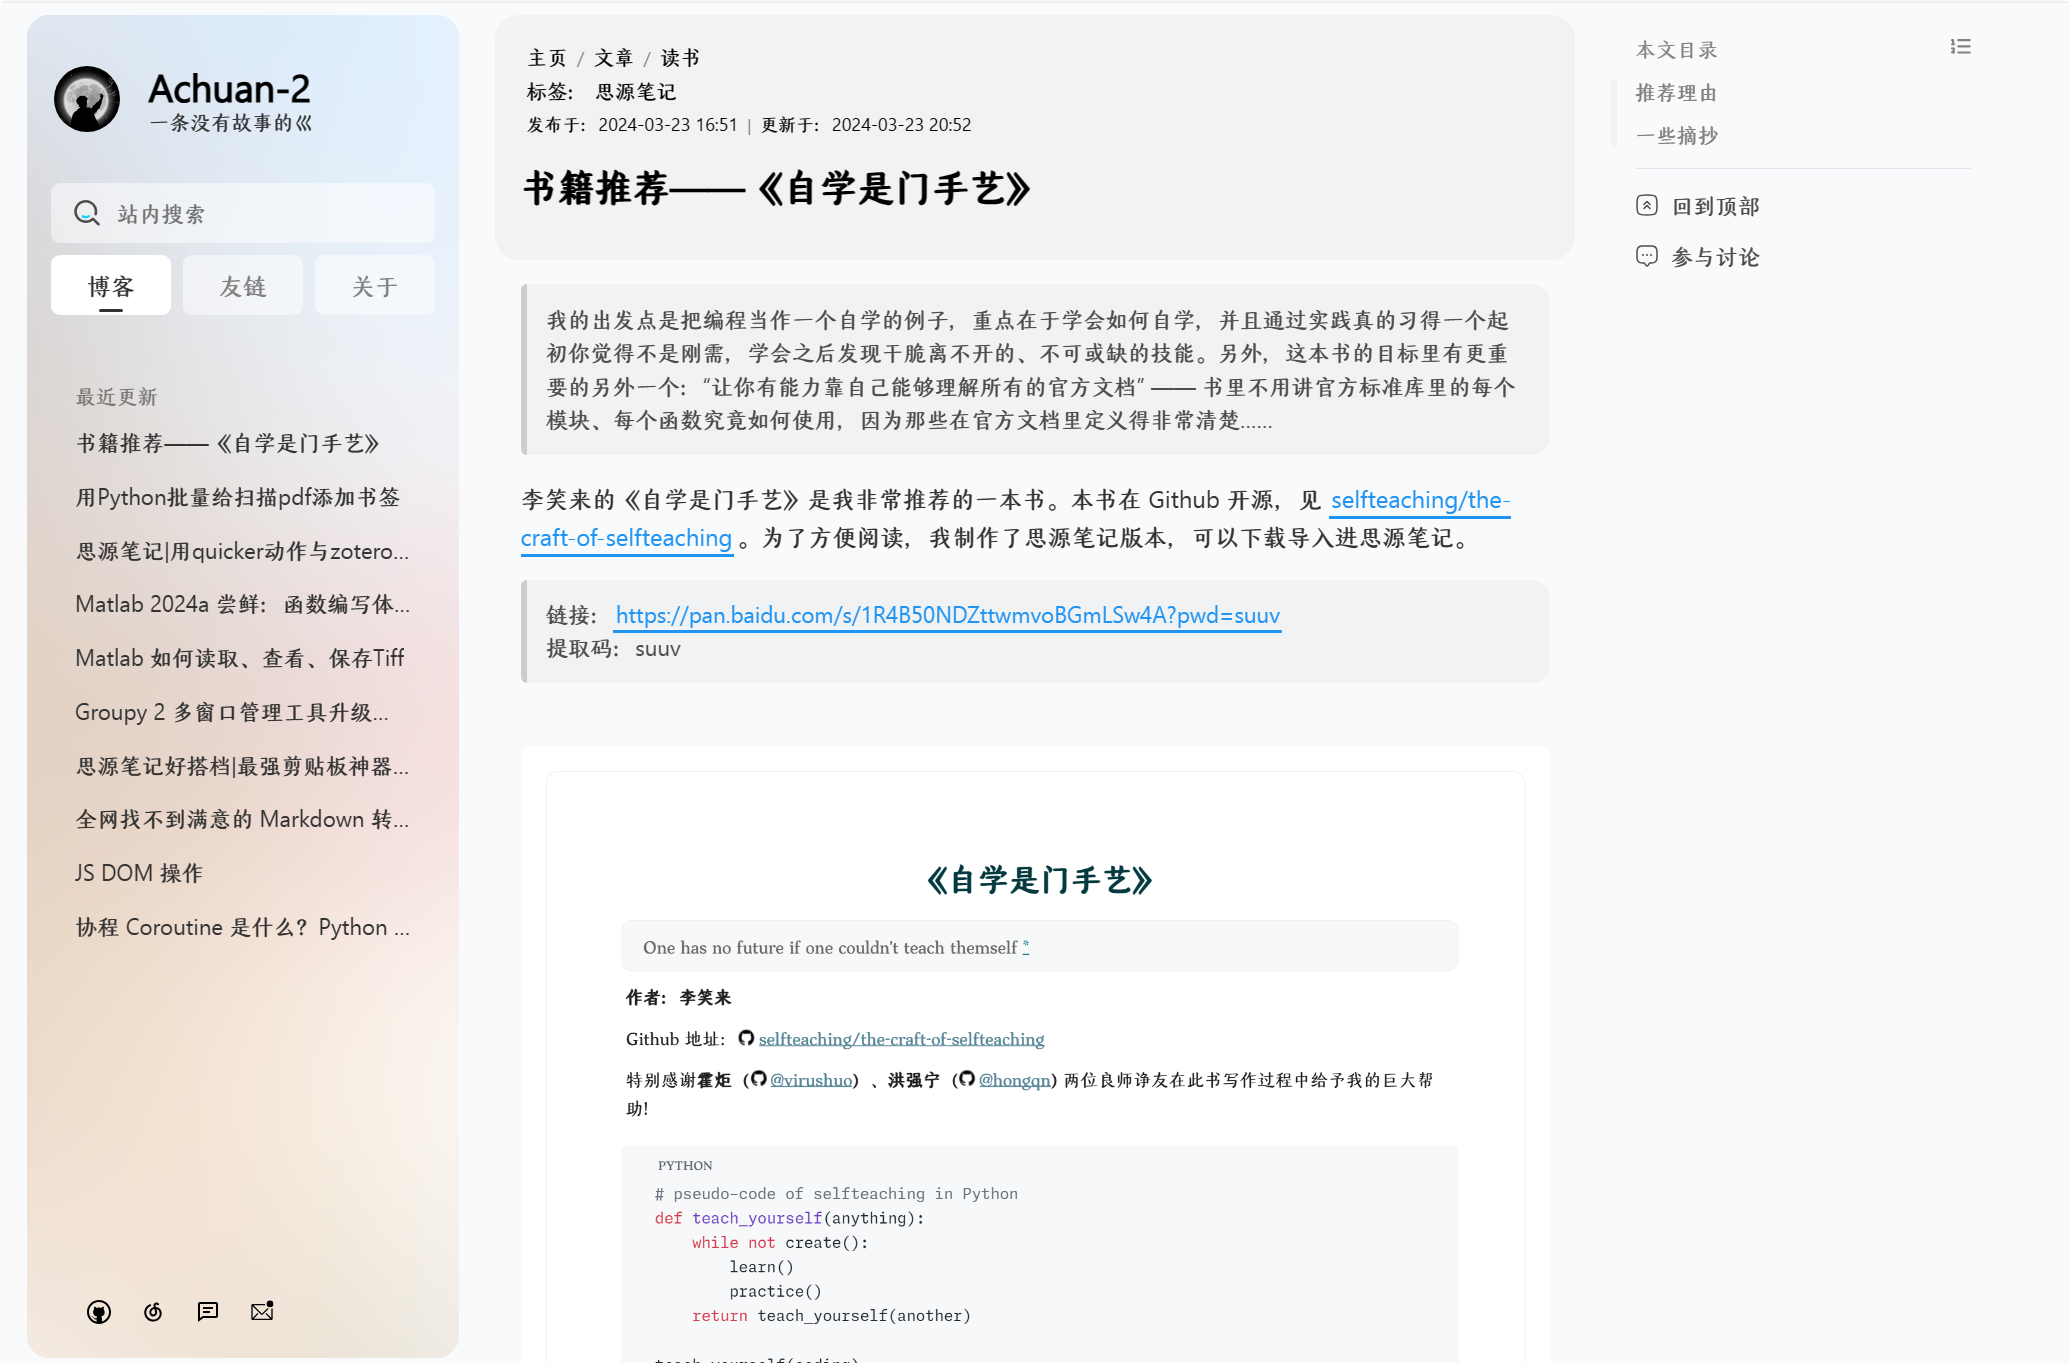 Achuan-2
一条没有故事的巛
站内搜索
博客
友链
关于
最近更新
书籍推荐——《自学是门手艺》
用Python批量给扫描pdf添加书签
思源笔记|用quicker动作与zotero...
Matlab 2024a 尝鲜：函数编写体...
Matlab 如何读取、查看、保存Tiff
Groupy 2 多窗口管理工具升级...
思源笔记好搭档|最强剪贴板神器...
全网找不到满意的 Markdown 转...
JS DOM 操作
协程 Coroutine 是什么？Python ...
主页 / 文章 / 读书
标签： 思源笔记
发布于： 2024-03-23 16:51 | 更新于： 2024-03-23 20:52
书籍推荐——《自学是门手艺》
我的出发点是把编程当作一个自学的例子，重点在于学会如何自学，并且通过实践真的习得一个起
初你觉得不是刚需，学会之后发现干脆离不开的、不可或缺的技能。另外，这本书的目标里有更重
要的另外一个：“让你有能力靠自己能够理解所有的官方文档” —— 书里不用讲官方标准库里的每个
模块、每个函数究竟如何使用，因为那些在官方文档里定义得非常清楚……
李笑来的《自学是门手艺》是我非常推荐的一本书。本书在 Github 开源，见 selfteaching/the-
craft-of-selfteaching 。为了方便阅读，我制作了思源笔记版本，可以下载导入进思源笔记。
链接： https://pan.baidu.com/s/1R4B50NDZttwmvoBGmLSw4A?pwd=suuv
提取码：suuv
《自学是门手艺》
One has no future if one couldn't teach themself *
作者：李笑来
Github 地址： selfteaching/the-craft-of-selfteaching
特别感谢霍炬（@virushuo）、洪强宁（@hongqn) 两位良师诤友在此书写作过程中给予我的巨大帮
助！
PYTHON
# pseudo-code of selfteaching in Python
def teach_yourself(anything):
    while not create():
        learn()
        practice()
    return teach_yourself(another)
teach_yourself(coding)
本文目录
推荐理由
一些摘抄
回到顶部
参与讨论